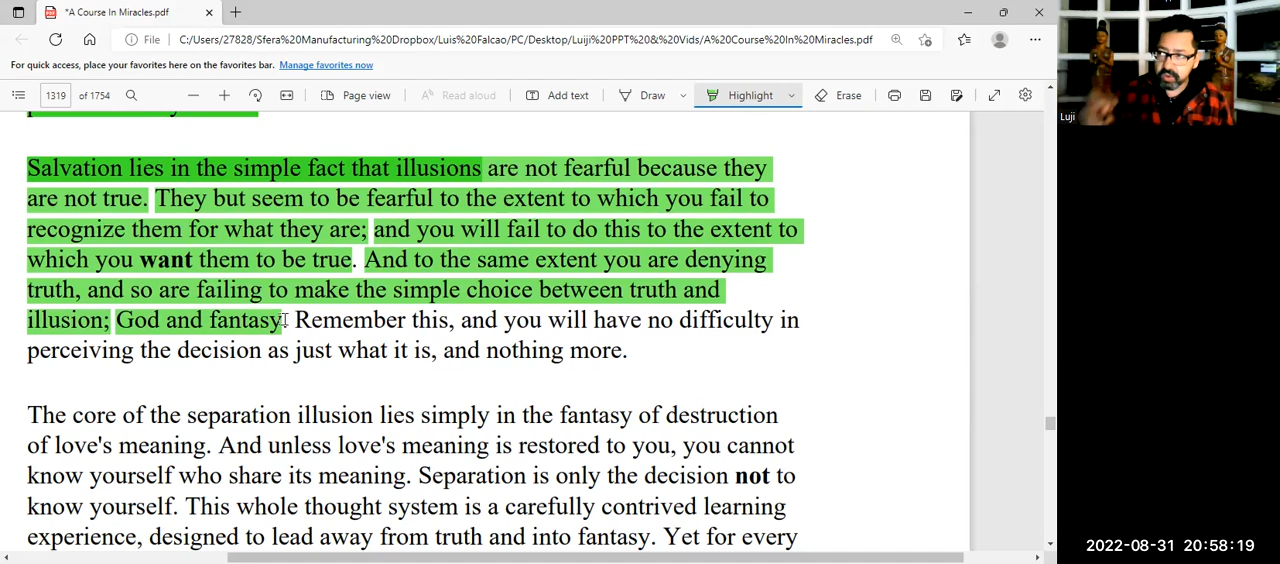 *A Course In Miracles.pdf
File C:/Users/27828/Sfera%20Manufacturing%20Dropbox/Luis%20Falcao/PC/Desktop/Luiji%20PPT%20&%20Vids/A%20Course%20In%20Miracles.pdf
For quick access, place your favorites here on the favorites bar. Manage favorites now
1319 of 1754 Page view Read aloud Add text Draw Highlight Erase
Luji
Salvation lies in the simple fact that illusions are not fearful because they
are not true. They but seem to be fearful to the extent to which you fail to
recognize them for what they are; and you will fail to do this to the extent to
which you want them to be true. And to the same extent you are denying
truth, and so are failing to make the simple choice between truth and
illusion; God and fantasy. Remember this, and you will have no difficulty in
perceiving the decision as just what it is, and nothing more.
The core of the separation illusion lies simply in the fantasy of destruction
of love's meaning. And unless love's meaning is restored to you, you cannot
know yourself who share its meaning. Separation is only the decision not to
know yourself. This whole thought system is a carefully contrived learning
experience, designed to lead away from truth and into fantasy. Yet for every
2022-08-31 20:58:19